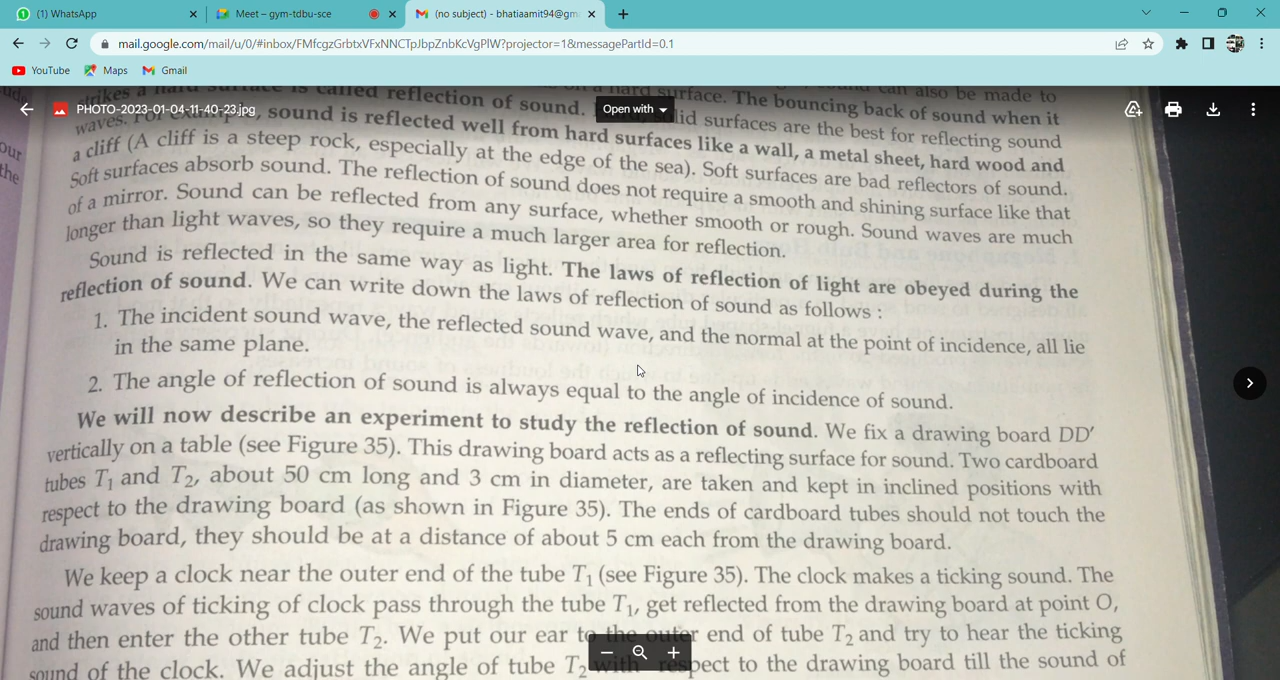 (1) WhatsApp
Meet – gym-tdbu-sce
(no subject) - bhatiaamit94@gm
mail.google.com/mail/u/0/#inbox/FMfcgzGrbtxVFxNNCTpJbpZnbKcVgPlW?projector=1&messagePartId=0.1
YouTube Maps Gmail
PHOTO-2023-01-04-11-40-23.jpg
Open with
can also be made to
strikes a hard surface is called reflection of sound. surface. The bouncing back of sound when it
waves. sound is reflected well from hard surfaces like a wall, a metal sheet, hard wood and
lid surfaces are the best for reflecting sound
a cliff (A cliff is a steep rock, especially at the edge of the sea). Soft surfaces are bad reflectors of sound.
Soft surfaces absorb sound. The reflection of sound does not require a smooth and shining surface like that
of a mirror. Sound can be reflected from any surface, whether smooth or rough. Sound waves are much
longer than light waves, so they require a much larger area for reflection.
Sound is reflected in the same way as light. The laws of reflection of light are obeyed during the
reflection of sound. We can write down the laws of reflection of sound as follows :
1. The incident sound wave, the reflected sound wave, and the normal at the point of incidence, all lie
in the same plane.
2. The angle of reflection of sound is always equal to the angle of incidence of sound.
We will now describe an experiment to study the reflection of sound. We fix a drawing board DD′
vertically on a table (see Figure 35). This drawing board acts as a reflecting surface for sound. Two cardboard
tubes T1 and T2, about 50 cm long and 3 cm in diameter, are taken and kept in inclined positions with
respect to the drawing board (as shown in Figure 35). The ends of cardboard tubes should not touch the
drawing board, they should be at a distance of about 5 cm each from the drawing board.
We keep a clock near the outer end of the tube T1 (see Figure 35). The clock makes a ticking sound. The
sound waves of ticking of clock pass through the tube T1, get reflected from the drawing board at point O,
and then enter the other tube T2. We put our ear to the outer end of tube T2 and try to hear the ticking
sound of the clock. We adjust the angle of tube T2 with respect to the drawing board till the sound of
our
the